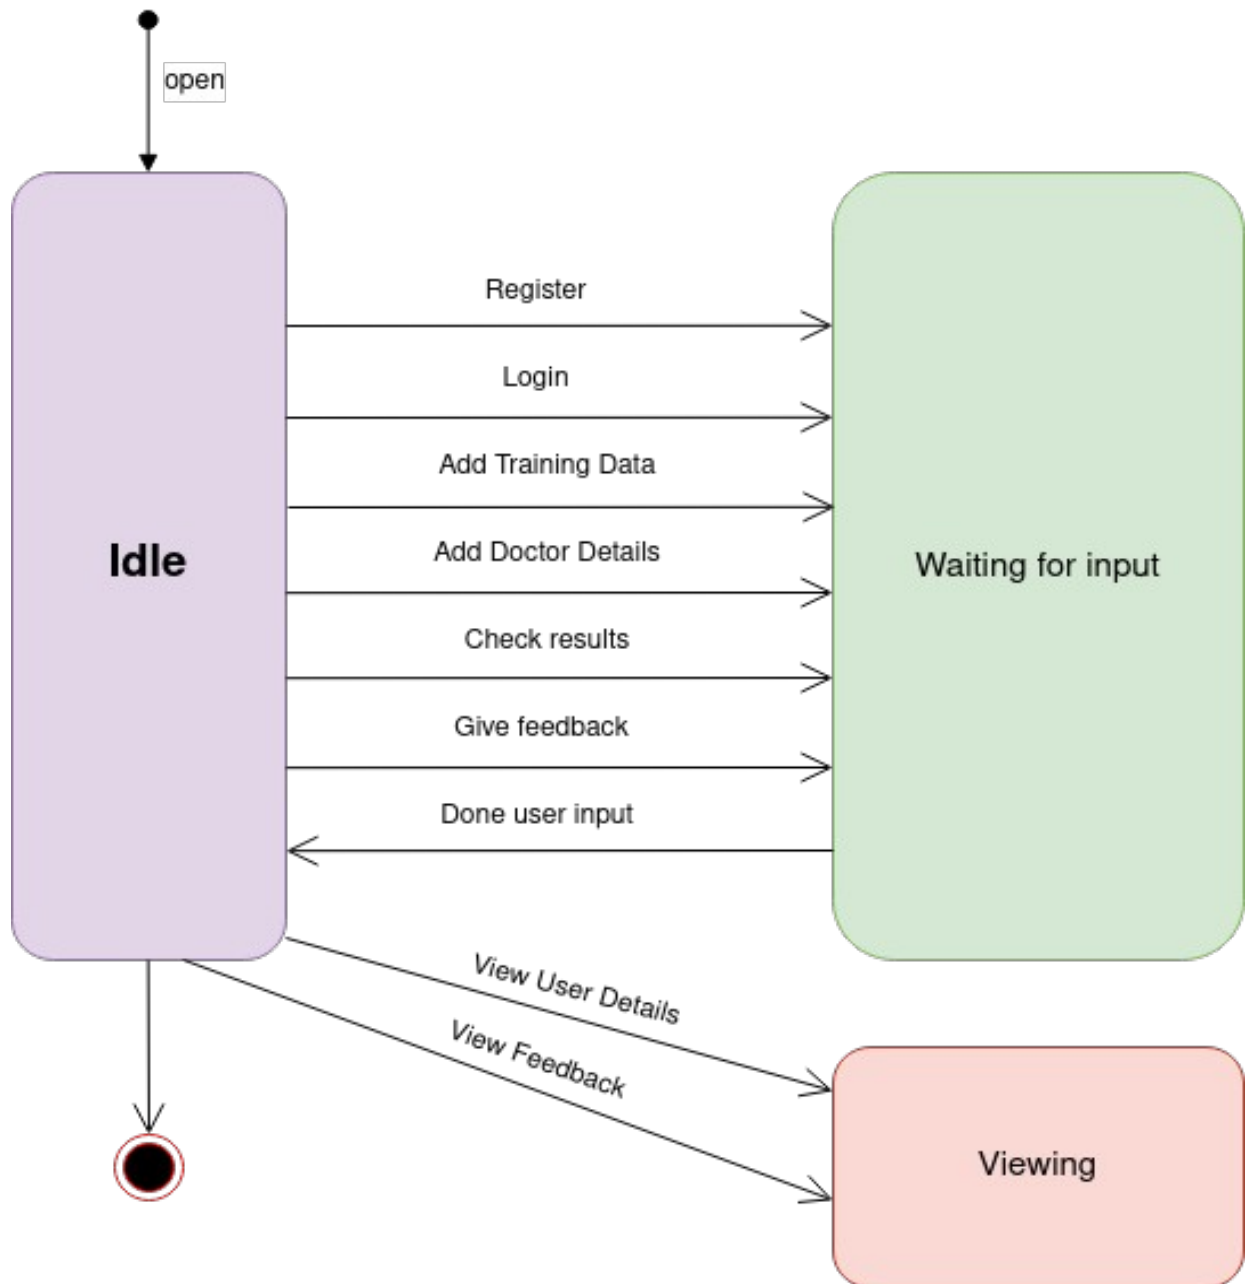 open
Register
Login
Add Training Data
Add Doctor Details
Idle
Waiting for input
Check results
Give feedback
Done user input
View User Details
View Feedback
Viewing